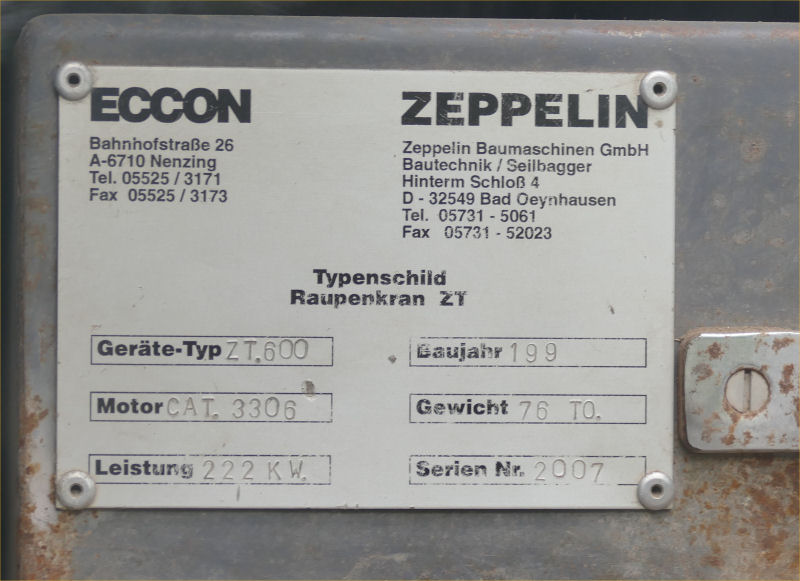 ECCON
Bahnhofstraße 26
A-6710 Nenzing
Tel. 05525 / 3171
Fax 05525 / 3173
ZEPPELIN
Zeppelin Baumaschinen GmbH
Bautechnik / Seilbagger
Hinterm Schloß 4
D - 32549 Bad Oeynhausen
Tel. 05731 - 5061
Fax 05731 - 52023
Typenschild
Raupenkran ZT
Geräte-Typ ZT.600
Baujahr 199
Motor CAT. 3306
Gewicht 76 TO.
Leistung 222 KW.
Serien Nr. 2007